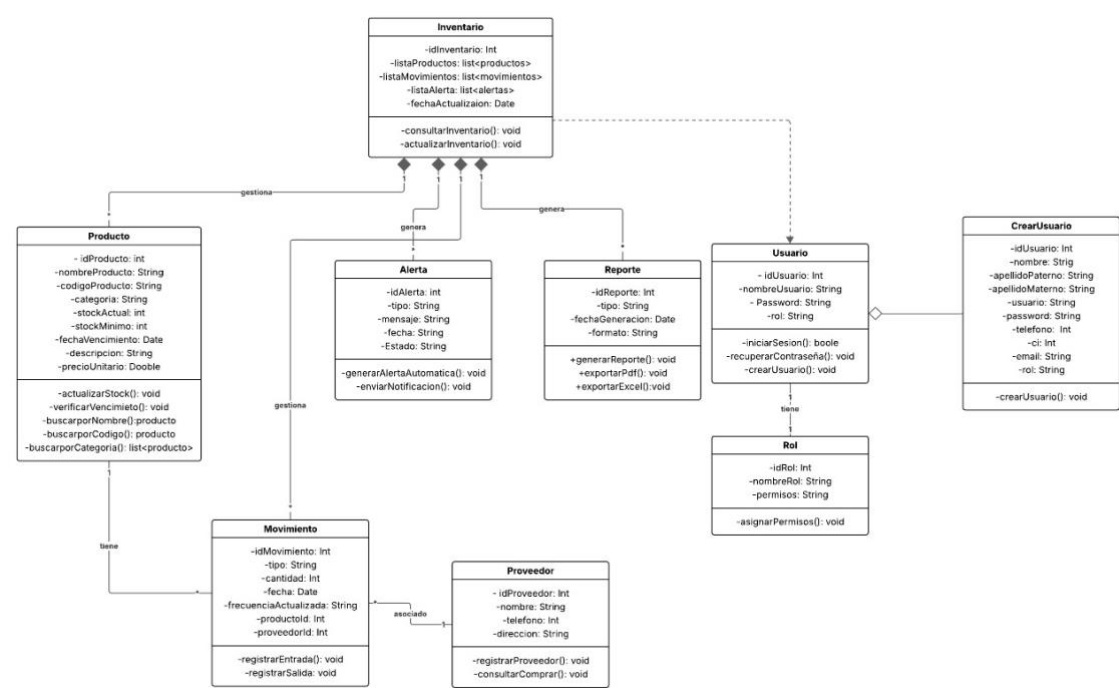 Inventario
-idInventario: Int
-listaProductos: list<productos>
-listaMovimientos: list<movimientos>
-listaAlerta: list<alertas>
-fechaActualizaion: Date
-consultarInventario(): void
-actualizarInventario(): void
1
1
1
1
gestiona
genera
genera
gestiona
*
*
*
*
Producto
- idProducto: int
-nombreProducto: String
-codigoProducto: String
-categoria: String
-stockActual: int
-stockMinimo: int
-fechaVencimiento: Date
-descripcion: String
-precioUnitario: Dooble
-actualizarStock(): void
-verificarVencimieto(): void
-buscarporNombre():producto
-buscarporCodigo(): producto
-buscarporCategoria(): list<producto>
1
tiene
*
Alerta
-idAlerta: int
-tipo: String
-mensaje: String
-fecha: String
-Estado: String
-generarAlertaAutomatica(): void
-enviarNotificacion(): void
Reporte
-idReporte: Int
-tipo: String
-fechaGeneracion: Date
-formato: String
+generarReporte(): void
+exportarPdf(): void
+exportarExcel():void
Usuario
- idUsuario: Int
-nombreUsuario: String
- Password: String
-rol: String
-iniciarSesion(): boole
-recuperarContraseña(): void
-crearUsuario(): void
1
tiene
1
CrearUsuario
-idUsuario: Int
-nombre: Strig
-apellidoPaterno: String
-apellidoMaterno: String
-usuario: String
-password: String
-telefono: Int
-ci: Int
-email: String
-rol: String
-crearUsuario(): void
Rol
-idRol: Int
-nombreRol: String
-permisos: String
-asignarPermisos(): void
Movimiento
-idMovimiento: Int
-tipo: String
-cantidad: Int
-fecha: Date
-frecuenciaActualizada: String
-productoId: Int
-proveedorId: Int
-registrarEntrada(): void
-registrarSalida: void
*
asociado
1
Proveedor
- idProveedor: Int
-nombre: String
-telefono: Int
-direccion: String
-registrarProveedor(): void
-consultarComprar(): void